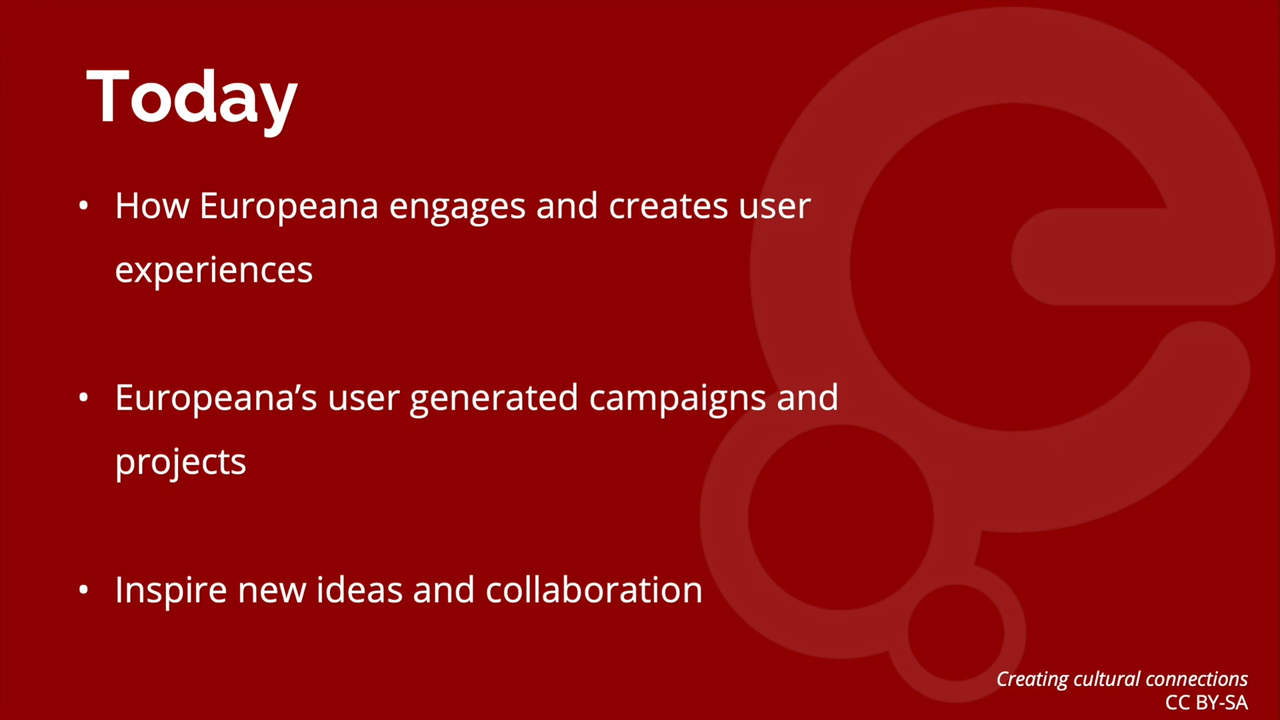 Today
• How Europeana engages and creates user
experiences
• Europeana’s user generated campaigns and
projects
• Inspire new ideas and collaboration
Creating cultural connections
CC BY-SA